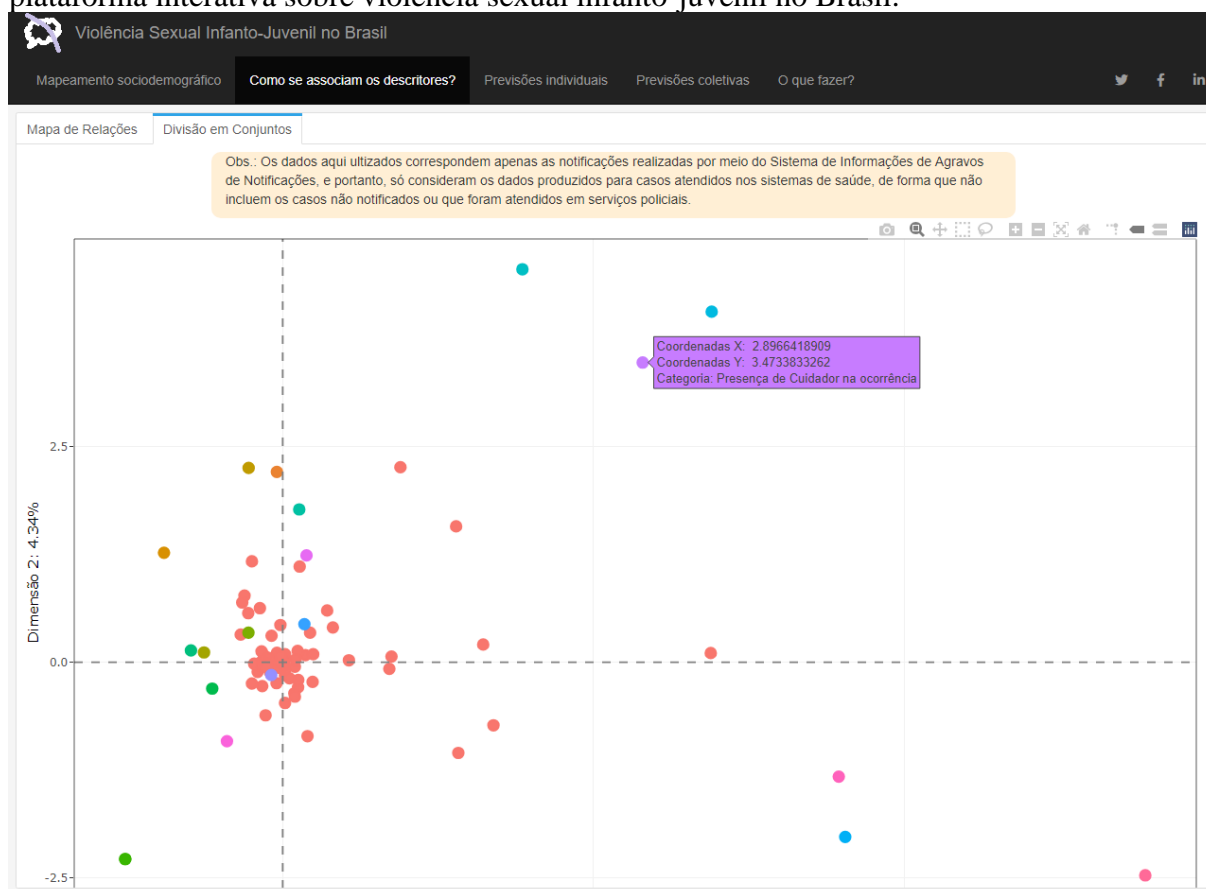 plataforma interativa sobre violência sexual infanto-juvenil no Brasil.
Violência Sexual Infanto-Juvenil no Brasil
Mapeamento sociodemográfico Como se associam os descritores? Previsões individuais Previsões coletivas O que fazer?
Mapa de Relações Divisão em Conjuntos
Obs.: Os dados aqui ultizados correspondem apenas as notificações realizadas por meio do Sistema de Informações de Agravos
de Notificações, e portanto, só consideram os dados produzidos para casos atendidos nos sistemas de saúde, de forma que não
incluem os casos não notificados ou que foram atendidos em serviços policiais.
Coordenadas X: 2.8966418909
Coordenadas Y: 3.4733833262
Categoria: Presença de Cuidador na ocorrência
2.5
Dimensão 2: 4.34%
0.0
-2.5